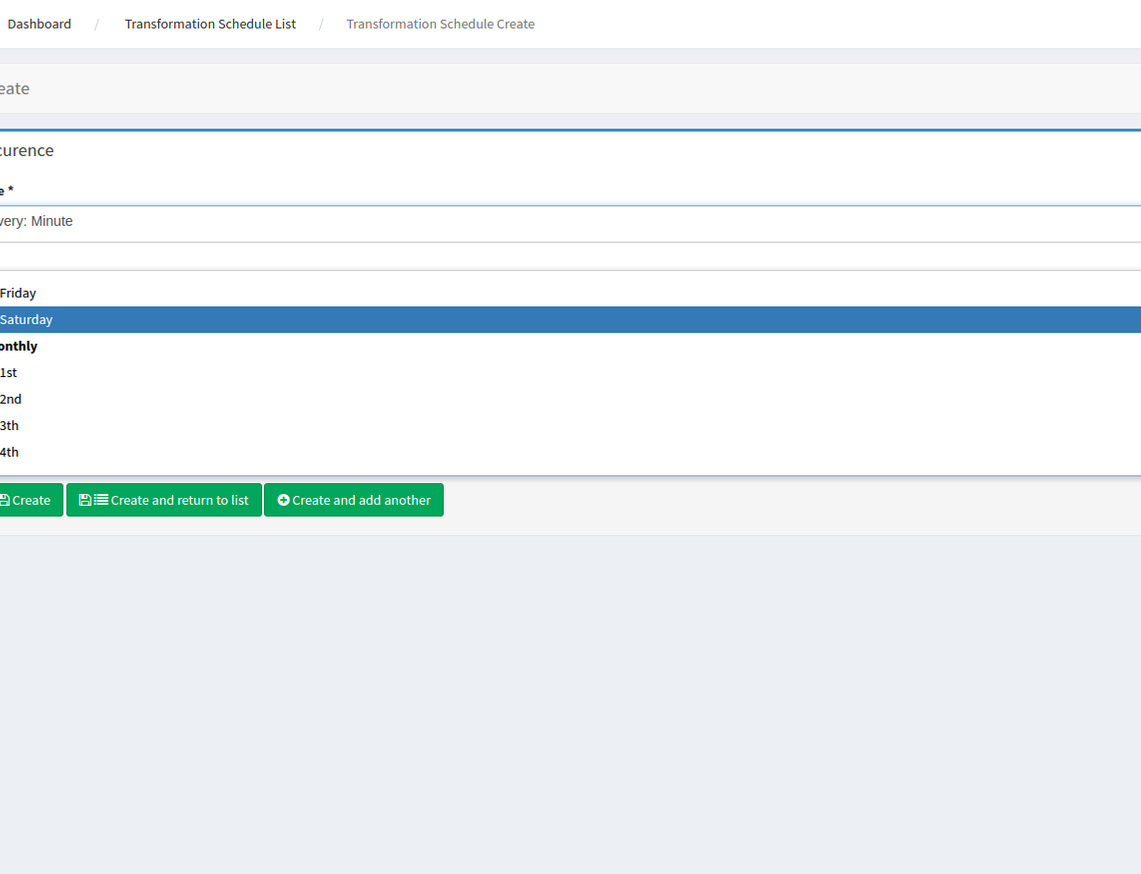 Dashboard / Transformation Schedule List / Transformation Schedule Create
eate
curence
e *
very: Minute
Friday
Saturday
onthly
1st
2nd
3th
4th
Create Create and return to list Create and add another